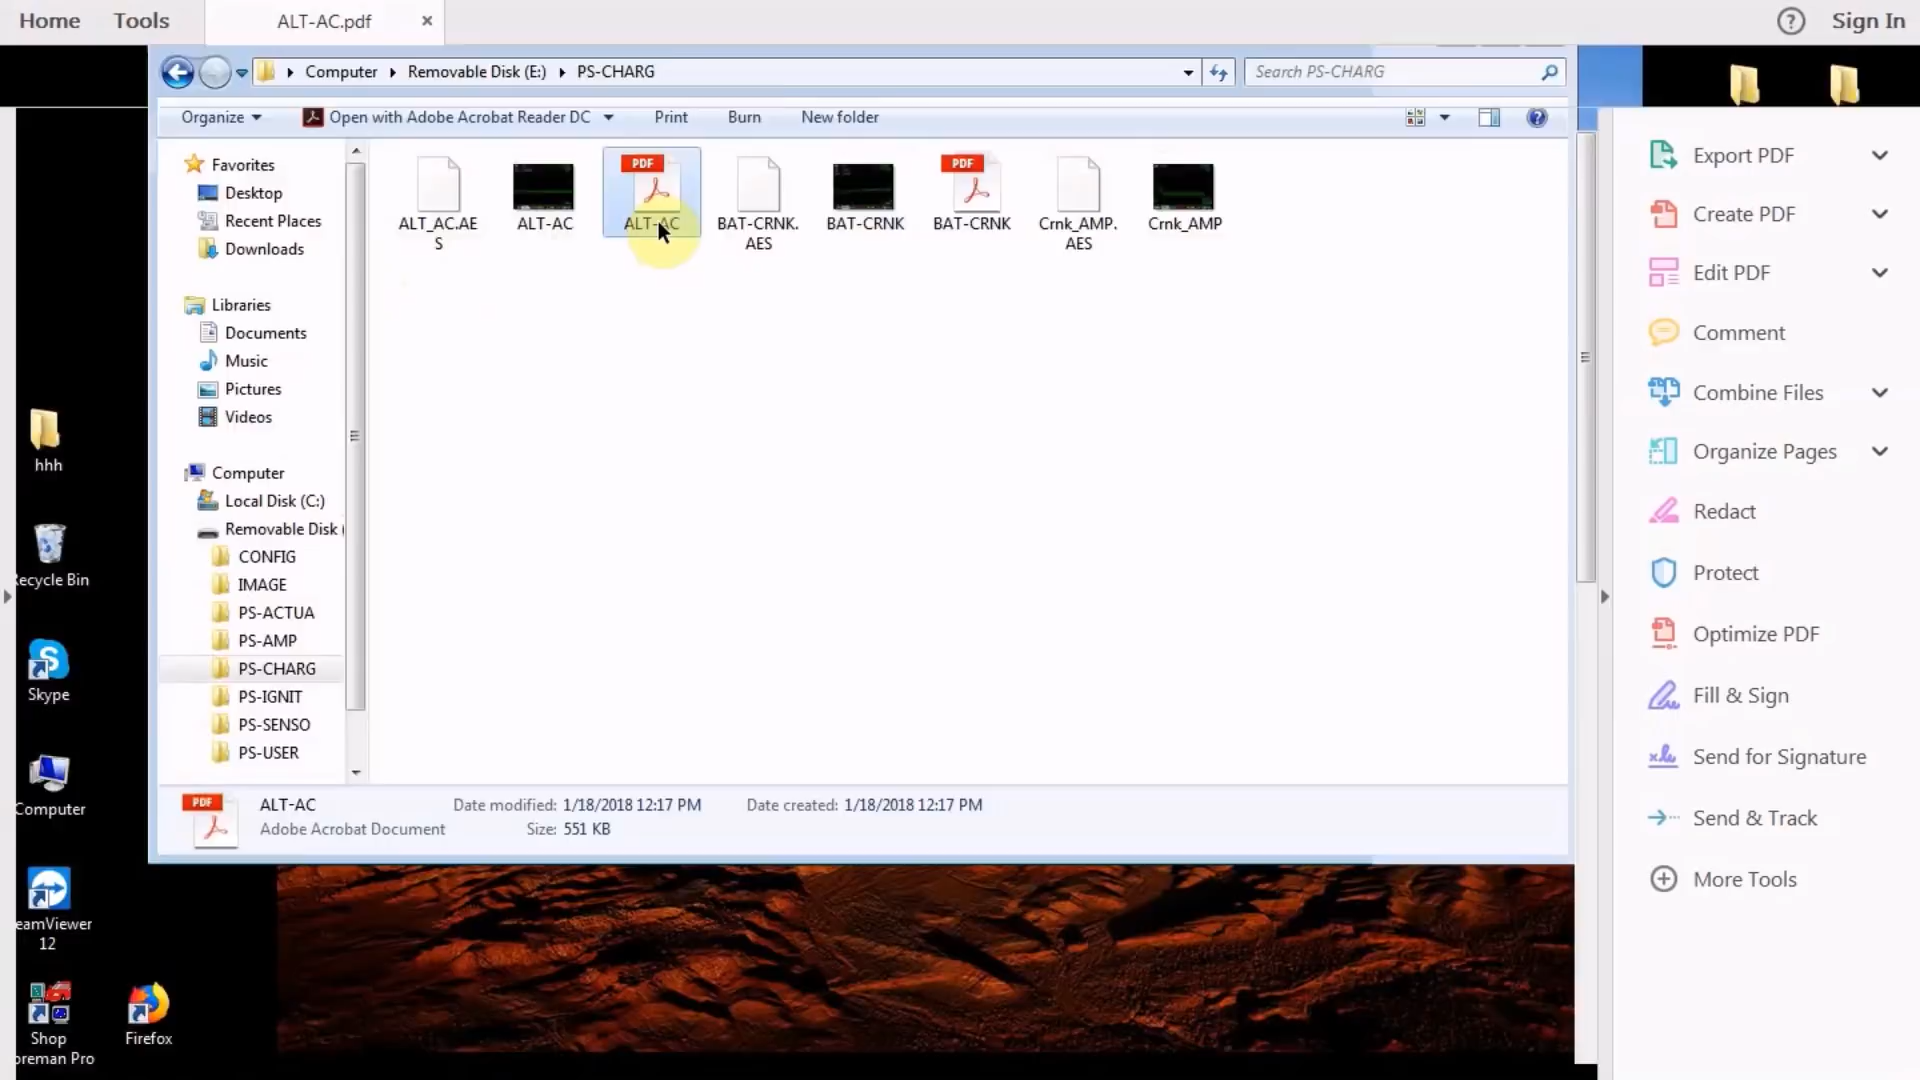 Home
Tools
ALT-AC.pdf
Sign In
Computer
Removable Disk (E:)
PS-CHARG
Search PS-CHARG
Organize
Open with Adobe Acrobat Reader DC
Print
Burn
New folder
Favorites
Desktop
Recent Places
Downloads
Libraries
Documents
Music
Pictures
Videos
Computer
Local Disk (C:)
Removable Disk (
CONFIG
IMAGE
PS-ACTUA
PS-AMP
PS-CHARG
PS-IGNIT
PS-SENSO
PS-USER
ALT_AC.AE
S
ALT-AC
PDF
ALT-AC
BAT-CRNK.
AES
BAT-CRNK
PDF
BAT-CRNK
Crnk_AMP.
AES
Crnk_AMP
PDF
ALT-AC
Adobe Acrobat Document
Date modified: 1/18/2018 12:17 PM
Size: 551 KB
Date created: 1/18/2018 12:17 PM
hhh
ecycle Bin
Skype
Computer
eamViewer
12
Shop
oreman Pro
Firefox
Export PDF
Create PDF
Edit PDF
Comment
Combine Files
Organize Pages
Redact
Protect
Optimize PDF
Fill & Sign
Send for Signature
Send & Track
More Tools